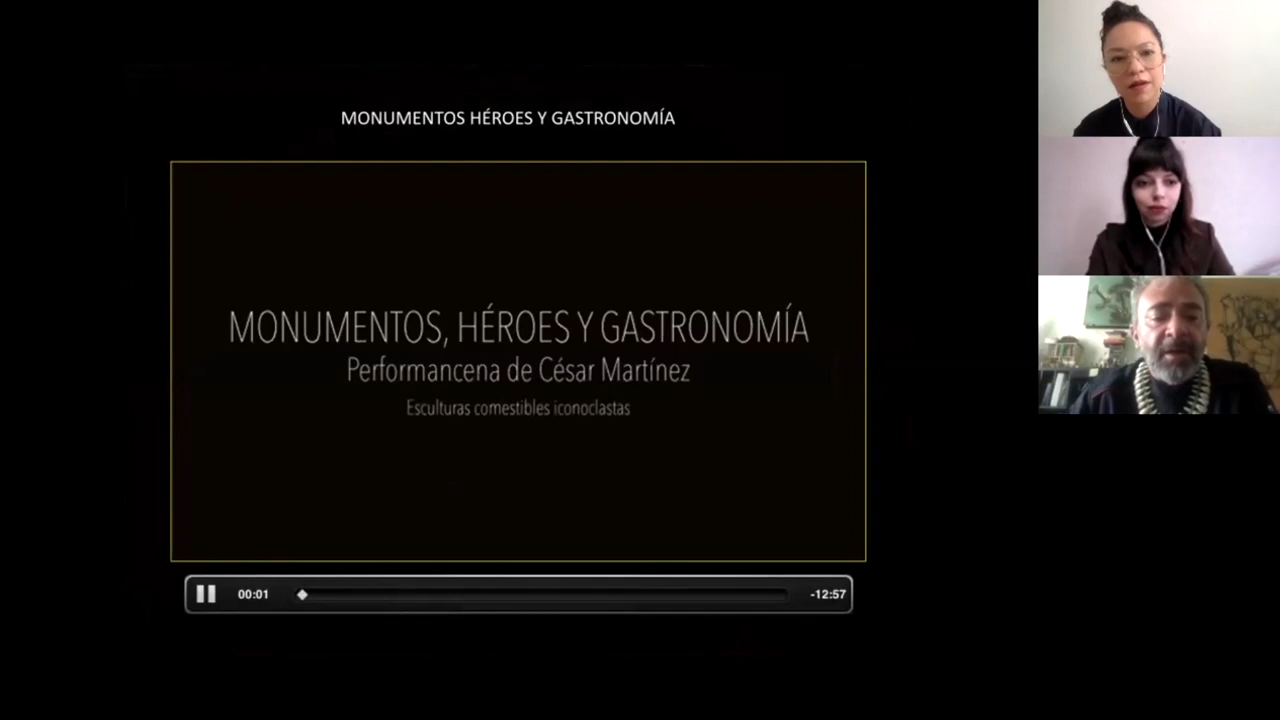 MONUMENTOS HÉROES Y GASTRONOMÍA
MONUMENTOS, HÉROES Y GASTRONOMÍA
Performancena de César Martínez
Esculturas comestibles iconoclastas
00:01
-12:57